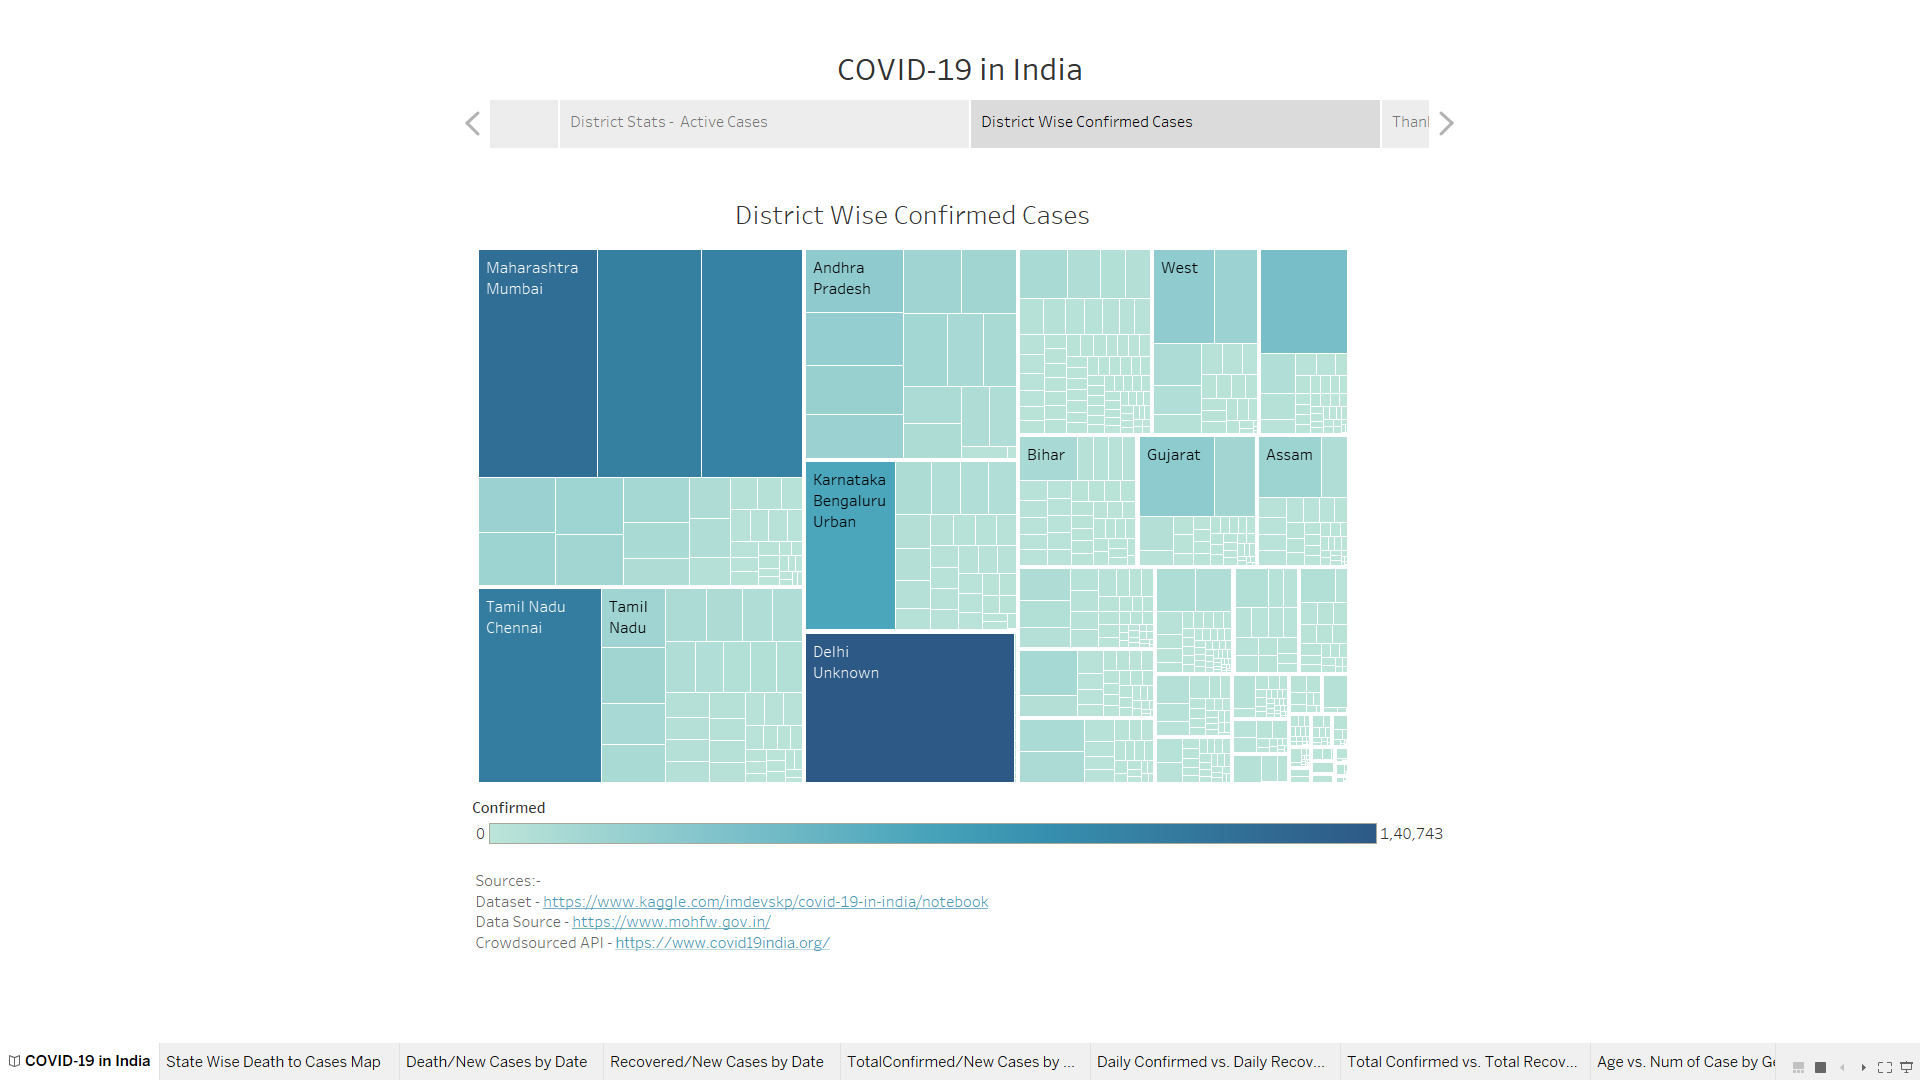 COVID-19 in India
District Stats - Active Cases
District Wise Confirmed Cases
District Wise Confirmed Cases
Maharashtra
Mumbai
Andhra
Pradesh
West
Karnataka
Bengaluru
Urban
Bihar
Gujarat
Assam
Tamil Nadu
Chennai
Tamil
Nadu
Delhi
Unknown
Confirmed
0
1,40,743
Sources:-
Dataset - https://www.kaggle.com/imdevskp/covid-19-in-india/notebook
Data Source - https://www.mohfw.gov.in/
Crowdsourced API - https://www.covid19india.org/
COVID-19 in India
State Wise Death to Cases Map
Death/New Cases by Date
Recovered/New Cases by Date
TotalConfirmed/New Cases by ...
Daily Confirmed vs. Daily Recov...
Total Confirmed vs. Total Recov...
Age vs. Num of Case by